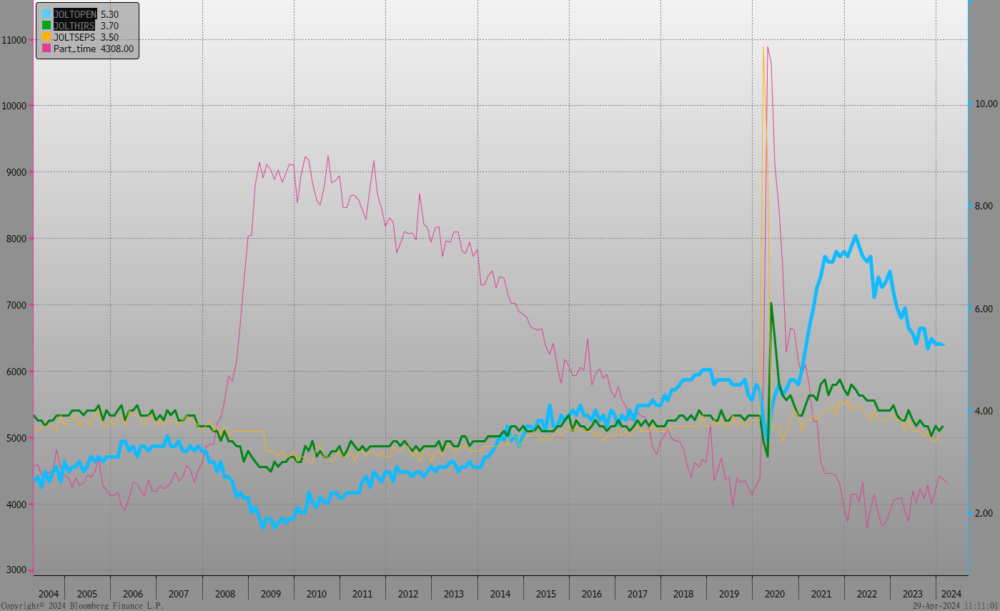 JOLTOPEN 5.30
JOLTHIRS 3.70
JOLTSEPS 3.50
Part_time 4308.00
11000
10000
9000
8000
7000
6000
5000
4000
3000
10.00
8.00
6.00
4.00
2.00
2004 2005 2006 2007 2008 2009 2010 2011 2012 2013 2014 2015 2016 2017 2018 2019 2020 2021 2022 2023 2024
Copyright© 2024 Bloomberg Finance L.P. 29-Apr-2024 11:11:01